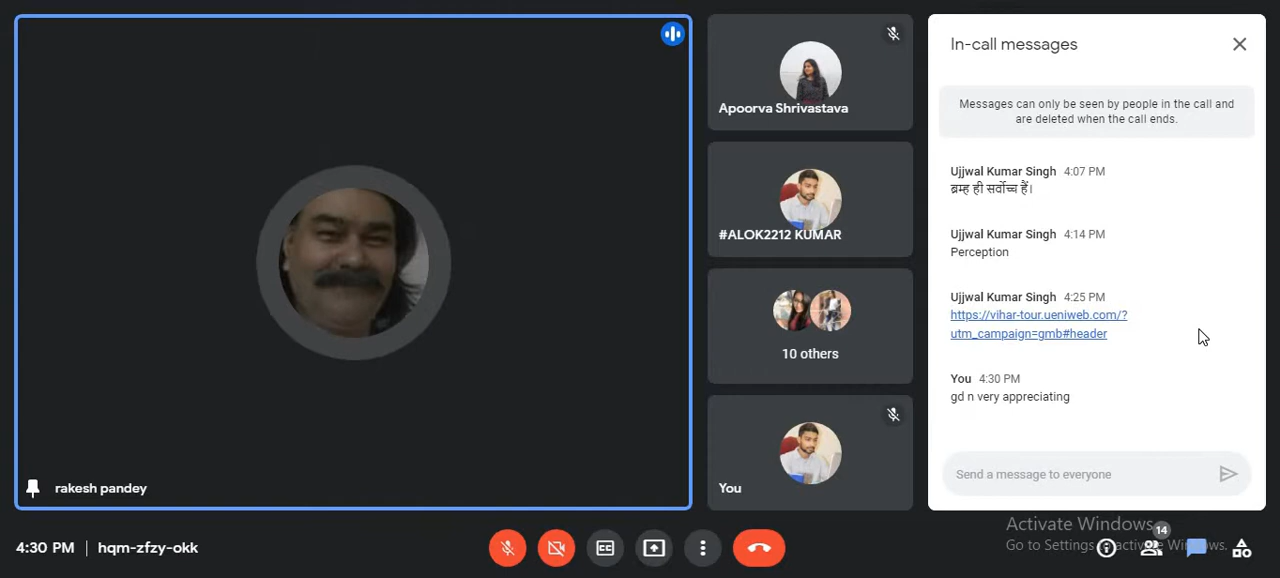 rakesh pandey
Apoorva Shrivastava
#ALOK2212 KUMAR
10 others
You
In-call messages
Messages can only be seen by people in the call and
are deleted when the call ends.
Ujjwal Kumar Singh 4:07 PM
ब्रम्ह ही सर्वोच्च हैं।
Ujjwal Kumar Singh 4:14 PM
Perception
Ujjwal Kumar Singh 4:25 PM
https://vihar-tour.ueniweb.com/?
utm_campaign=gmb#header
You 4:30 PM
gd n very appreciating
Send a message to everyone
Activate Windows
Go to Settings to activate Windows.
4:30 PM | hqm-zfzy-okk
CC
14